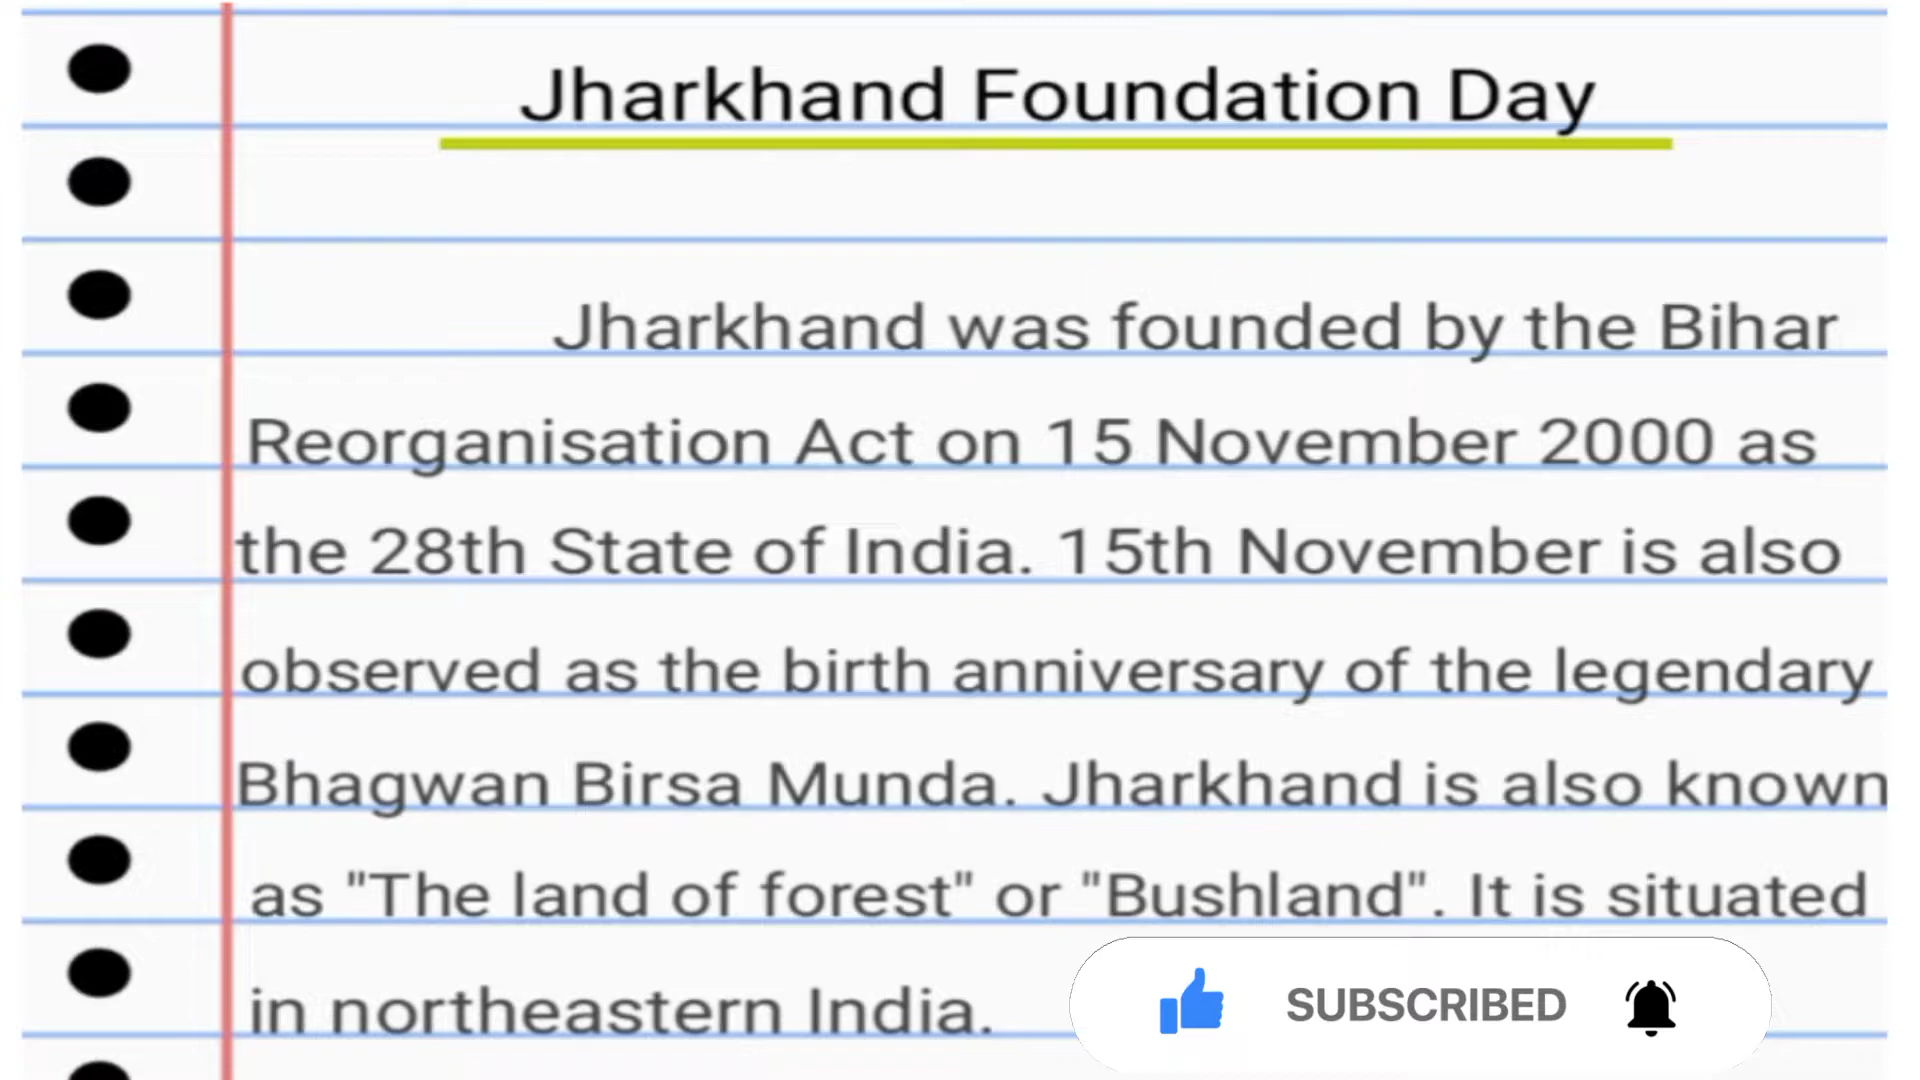 Jharkhand Foundation Day
Jharkhand was founded by the Bihar
Reorganisation Act on 15 November 2000 as
the 28th State of India. 15th November is also
observed as the birth anniversary of the legendary
Bhagwan Birsa Munda. Jharkhand is also known
as "The land of forest" or "Bushland". It is situated
in northeastern India.
SUBSCRIBED